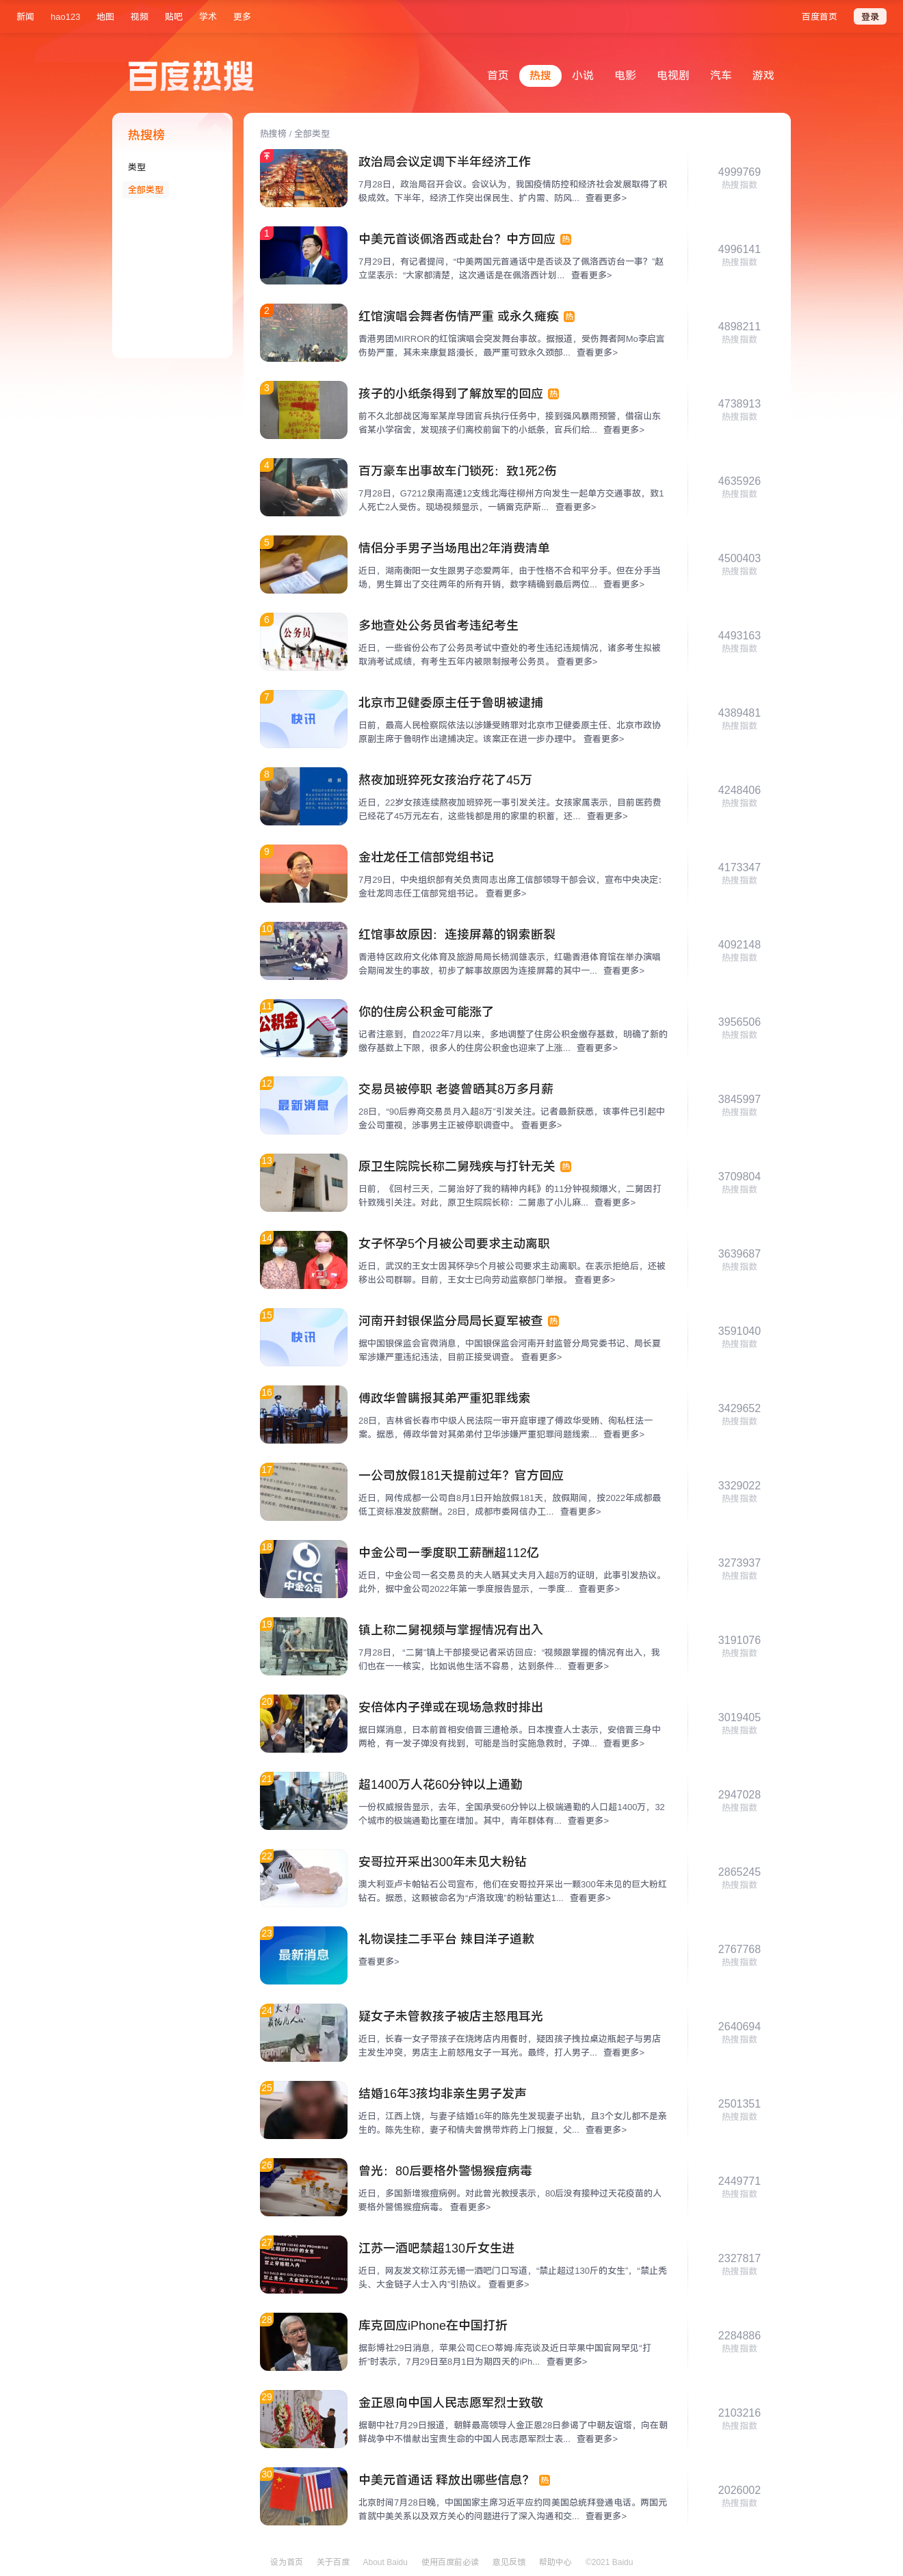 新闻 hao123 地图 视频 贴吧 学术 更多 百度首页 登录
百度热搜
首页 热搜 小说 电影 电视剧 汽车 游戏
热搜榜
类型
全部类型
热搜榜 / 全部类型
政治局会议定调下半年经济工作
7月28日，政治局召开会议。会议认为，我国疫情防控和经济社会发展取得了积
极成效。下半年，经济工作突出保民生、扩内需、防风... 查看更多>
4999769
热搜指数
1
中美元首谈佩洛西或赴台？中方回应 热
7月29日，有记者提问，“中美两国元首通话中是否谈及了佩洛西访台一事？”赵
立坚表示：“大家都清楚，这次通话是在佩洛西计划... 查看更多>
4996141
热搜指数
2
红馆演唱会舞者伤情严重 或永久瘫痪 热
香港男团MIRROR的红馆演唱会突发舞台事故。据报道，受伤舞者阿Mo李启言
伤势严重，其未来康复路漫长，最严重可致永久颈部... 查看更多>
4898211
热搜指数
3
孩子的小纸条得到了解放军的回应 热
前不久北部战区海军某岸导团官兵执行任务中，接到强风暴雨预警，借宿山东
省某小学宿舍，发现孩子们离校前留下的小纸条，官兵们给... 查看更多>
4738913
热搜指数
4
百万豪车出事故车门锁死：致1死2伤
7月28日，G7212泉南高速12支线北海往柳州方向发生一起单方交通事故，致1
人死亡2人受伤。现场视频显示，一辆雷克萨斯... 查看更多>
4635926
热搜指数
5
情侣分手男子当场甩出2年消费清单
近日，湖南衡阳一女生跟男子恋爱两年，由于性格不合和平分手。但在分手当
场，男生算出了交往两年的所有开销，数字精确到最后两位... 查看更多>
4500403
热搜指数
6
公务员
多地查处公务员省考违纪考生
近日，一些省份公布了公务员考试中查处的考生违纪违规情况，诸多考生拟被
取消考试成绩，有考生五年内被限制报考公务员。 查看更多>
4493163
热搜指数
7
快讯
北京市卫健委原主任于鲁明被逮捕
日前，最高人民检察院依法以涉嫌受贿罪对北京市卫健委原主任、北京市政协
原副主席于鲁明作出逮捕决定。该案正在进一步办理中。 查看更多>
4389481
热搜指数
8
熬夜加班猝死女孩治疗花了45万
近日，22岁女孩连续熬夜加班猝死一事引发关注。女孩家属表示，目前医药费
已经花了45万元左右，这些钱都是用的家里的积蓄，还... 查看更多>
4248406
热搜指数
9
金壮龙任工信部党组书记
7月29日，中央组织部有关负责同志出席工信部领导干部会议，宣布中央决定：
金壮龙同志任工信部党组书记。 查看更多>
4173347
热搜指数
10
红馆事故原因：连接屏幕的钢索断裂
香港特区政府文化体育及旅游局局长杨润雄表示，红磡香港体育馆在举办演唱
会期间发生的事故，初步了解事故原因为连接屏幕的其中一... 查看更多>
4092148
热搜指数
11
公积金
你的住房公积金可能涨了
记者注意到，自2022年7月以来，多地调整了住房公积金缴存基数，明确了新的
缴存基数上下限，很多人的住房公积金也迎来了上涨... 查看更多>
3956506
热搜指数
12
最新消息
交易员被停职 老婆曾晒其8万多月薪
28日，“90后券商交易员月入超8万”引发关注。记者最新获悉，该事件已引起中
金公司重视，涉事男主正被停职调查中。 查看更多>
3845997
热搜指数
13
原卫生院院长称二舅残疾与打针无关 热
日前，《回村三天，二舅治好了我的精神内耗》的11分钟视频爆火，二舅因打
针致残引关注。对此，原卫生院院长称：二舅患了小儿麻... 查看更多>
3709804
热搜指数
14
女子怀孕5个月被公司要求主动离职
近日，武汉的王女士因其怀孕5个月被公司要求主动离职。在表示拒绝后，还被
移出公司群聊。目前，王女士已向劳动监察部门举报。 查看更多>
3639687
热搜指数
15
快讯
河南开封银保监分局局长夏军被查 热
据中国银保监会官微消息，中国银保监会河南开封监管分局党委书记、局长夏
军涉嫌严重违纪违法，目前正接受调查。 查看更多>
3591040
热搜指数
16
傅政华曾瞒报其弟严重犯罪线索
28日，吉林省长春市中级人民法院一审开庭审理了傅政华受贿、徇私枉法一
案。据悉，傅政华曾对其弟弟付卫华涉嫌严重犯罪问题线索... 查看更多>
3429652
热搜指数
17
一公司放假181天提前过年？官方回应
近日，网传成都一公司自8月1日开始放假181天，放假期间，按2022年成都最
低工资标准发放薪酬。28日，成都市委网信办工... 查看更多>
3329022
热搜指数
18
CICC
中金公司
中金公司一季度职工薪酬超112亿
近日，中金公司一名交易员的夫人晒其丈夫月入超8万的证明，此事引发热议。
此外，据中金公司2022年第一季度报告显示，一季度... 查看更多>
3273937
热搜指数
19
镇上称二舅视频与掌握情况有出入
7月28日， “二舅”镇上干部接受记者采访回应：“视频跟掌握的情况有出入，我
们也在一一核实，比如说他生活不容易，达到条件... 查看更多>
3191076
热搜指数
20
安倍体内子弹或在现场急救时排出
据日媒消息，日本前首相安倍晋三遭枪杀。日本搜查人士表示，安倍晋三身中
两枪，有一发子弹没有找到，可能是当时实施急救时，子弹... 查看更多>
3019405
热搜指数
21
超1400万人花60分钟以上通勤
一份权威报告显示，去年，全国承受60分钟以上极端通勤的人口超1400万，32
个城市的极端通勤比重在增加。其中，青年群体有... 查看更多>
2947028
热搜指数
22
安哥拉开采出300年未见大粉钻
澳大利亚卢卡帕钻石公司宣布，他们在安哥拉开采出一颗300年未见的巨大粉红
钻石。据悉，这颗被命名为“卢洛玫瑰”的粉钻重达1... 查看更多>
2865245
热搜指数
23
最新消息
礼物误挂二手平台 辣目洋子道歉
查看更多>
2767768
热搜指数
24
疑女子未管教孩子被店主怒甩耳光
近日，长春一女子带孩子在烧烤店内用餐时，疑因孩子拽拉桌边瓶起子与男店
主发生冲突，男店主上前怒甩女子一耳光。最终，打人男子... 查看更多>
2640694
热搜指数
25
结婚16年3孩均非亲生男子发声
近日，江西上饶，与妻子结婚16年的陈先生发现妻子出轨，且3个女儿都不是亲
生的。陈先生称，妻子和情夫曾携带炸药上门报复，父... 查看更多>
2501351
热搜指数
26
曾光：80后要格外警惕猴痘病毒
近日，多国新增猴痘病例。对此曾光教授表示，80后没有接种过天花疫苗的人
要格外警惕猴痘病毒。 查看更多>
2449771
热搜指数
27
江苏一酒吧禁超130斤女生进
近日，网友发文称江苏无锡一酒吧门口写道，“禁止超过130斤的女生”，“禁止秃
头、大金链子人士入内”引热议。 查看更多>
2327817
热搜指数
28
库克回应iPhone在中国打折
据彭博社29日消息，苹果公司CEO蒂姆·库克谈及近日苹果中国官网罕见“打
折”时表示，7月29日至8月1日为期四天的iPh... 查看更多>
2284886
热搜指数
29
金正恩向中国人民志愿军烈士致敬
据朝中社7月29日报道，朝鲜最高领导人金正恩28日参谒了中朝友谊塔，向在朝
鲜战争中不惜献出宝贵生命的中国人民志愿军烈士表... 查看更多>
2103216
热搜指数
30
中美元首通话 释放出哪些信息？ 热
北京时间7月28日晚，中国国家主席习近平应约同美国总统拜登通电话。两国元
首就中美关系以及双方关心的问题进行了深入沟通和交... 查看更多>
2026002
热搜指数
设为首页 关于百度 About Baidu 使用百度前必读 意见反馈 帮助中心 ©2021 Baidu